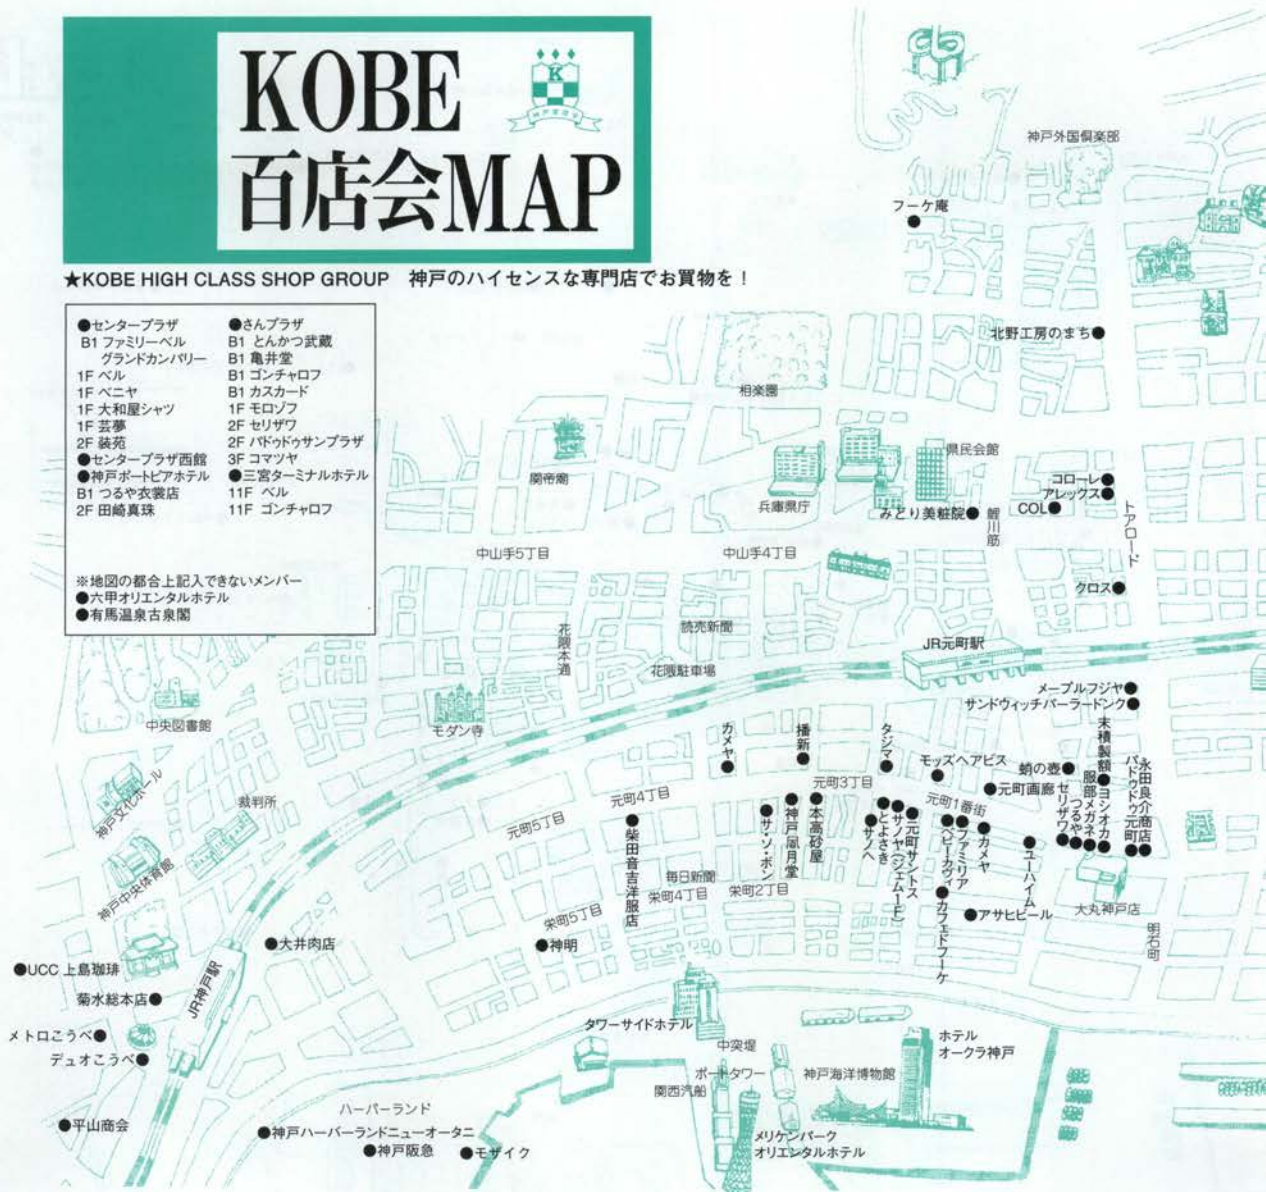 KOBE
百店会MAP
K
★KOBE HIGH CLASS SHOP GROUP 神戸のハイセンスな専門店でお買物を！
●センタープラザ
B1 ファミリーベル
グランドカンパリー
1F ベル
1F ベニヤ
1F 大和屋シャツ
1F 芸夢
2F 装苑
●センタープラザ西館
●神戸ポートピアホテル
B1 つるや衣裳店
2F 田崎真珠
●さんプラザ
B1 とんかつ武蔵
B1 亀井堂
B1 ゴンチャロフ
B1 カスカード
1F モロゾフ
2F セリザワ
2F パドゥドゥサンプラザ
3F コマツヤ
●三宮ターミナルホテル
11F ベル
11F ゴンチャロフ
※地図の都合上記入できないメンバー
●六甲オリエンタルホテル
●有馬温泉古泉閣
神戸外国倶楽部
フーケ庵
北野工房のまち●
相楽園
関帝廟
県民会館
兵庫県庁
みどり美粧院●
鯉川筋
コローレ●
アレックス●
COL●
トアロード
中山手5丁目
中山手4丁目
クロス●
花隈本通
読売新聞
花隈駐車場
JR元町駅
メープルフジヤ●
サンドウィッチパーラードンク●
中央図書館
モダン寺
カメヤ
播新
タジマ
モッズヘアビス
蛸の壺●
●元町画廊
末積製額
永田良介商店
パドゥドゥ元町
ヨシオカ
服部メガネ
つるや
セリザワ
神戸文化ホール
裁判所
神戸中央体育館
元町5丁目
元町4丁目
元町3丁目
元町1番街
柴田音吉洋服店
サ・ソ・ボン
神戸凮月堂
本高砂屋
サノへ
とよさき
サノヤ（ジェムード）
元町サントス
ベビーカヴィ
ファミリア
カメヤ
ユーハイム
カフェドフーケ
●アサヒビール
大丸神戸店
明石町
毎日新聞
栄町5丁目
栄町4丁目
栄町2丁目
●大井肉店
●神明
●UCC 上島珈琲
菊水総本店●
JR神戸駅
メトロこうべ●
デュオこうべ●
●平山商会
タワーサイドホテル
中突堤
ポートタワー
関西汽船
神戸海洋博物館
ホテル
オークラ神戸
メリケンパーク
オリエンタルホテル
ハーバーランド
●神戸ハーバーランドニューオータニ
●神戸阪急
●モザイク